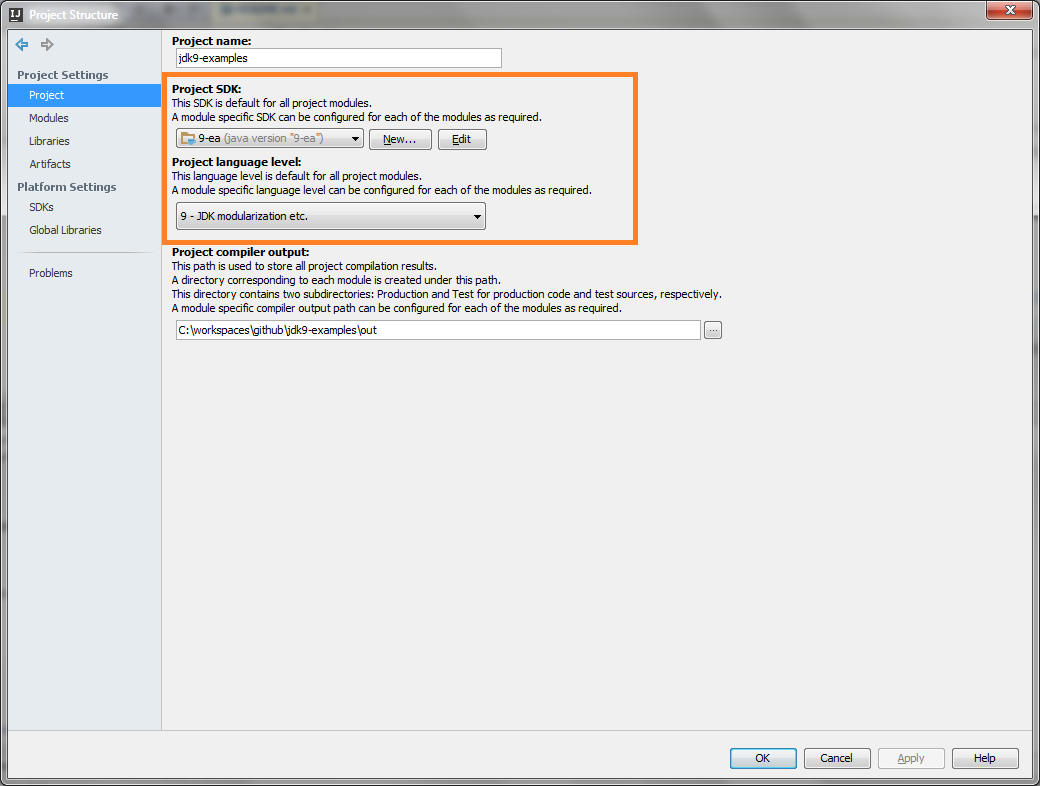 IJ Project Structure
Project Settings
Project
Modules
Libraries
Artifacts
Platform Settings
SDKs
Global Libraries
Problems
Project name:
jdk9-examples
Project SDK:
This SDK is default for all project modules.
A module specific SDK can be configured for each of the modules as required.
9-ea (java version "9-ea") New... Edit
Project language level:
This language level is default for all project modules.
A module specific language level can be configured for each of the modules as required.
9 - JDK modularization etc.
Project compiler output:
This path is used to store all project compilation results.
A directory corresponding to each module is created under this path.
This directory contains two subdirectories: Production and Test for production code and test sources, respectively.
A module specific compiler output path can be configured for each of the modules as required.
C:\workspaces\github\jdk9-examples\out ...
OK Cancel Apply Help